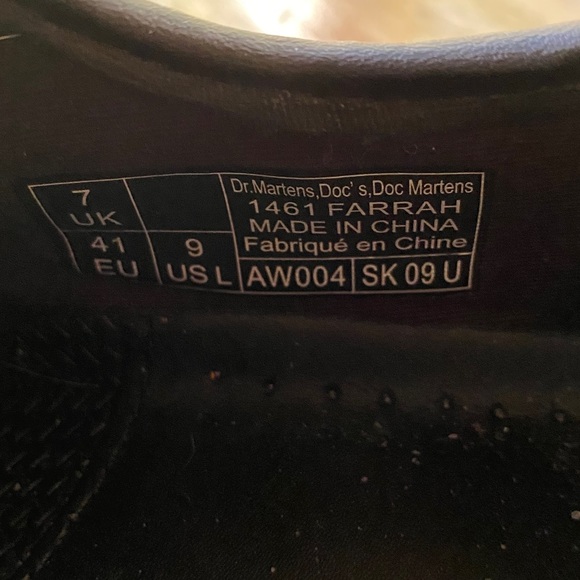 7
UK
41
EU
9
US L
Dr.Martens,Doc's,Doc Martens
1461 FARRAH
MADE IN CHINA
Fabriqué en Chine
AW004
SK 09 U